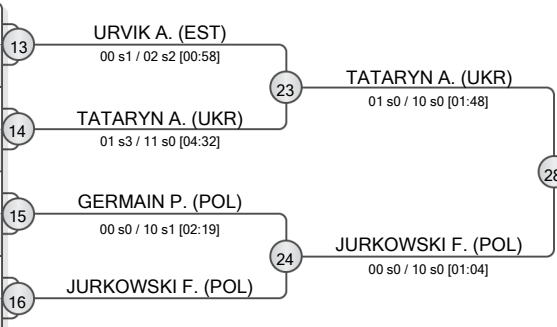 13
URVIK A. (EST)
00 s1 / 02 s2 [00:58]
23
TATARYN A. (UKR)
01 s0 / 10 s0 [01:48]
14
TATARYN A. (UKR)
01 s3 / 11 s0 [04:32]
28
15
GERMAIN P. (POL)
00 s0 / 10 s1 [02:19]
24
JURKOWSKI F. (POL)
00 s0 / 10 s0 [01:04]
16
JURKOWSKI F. (POL)